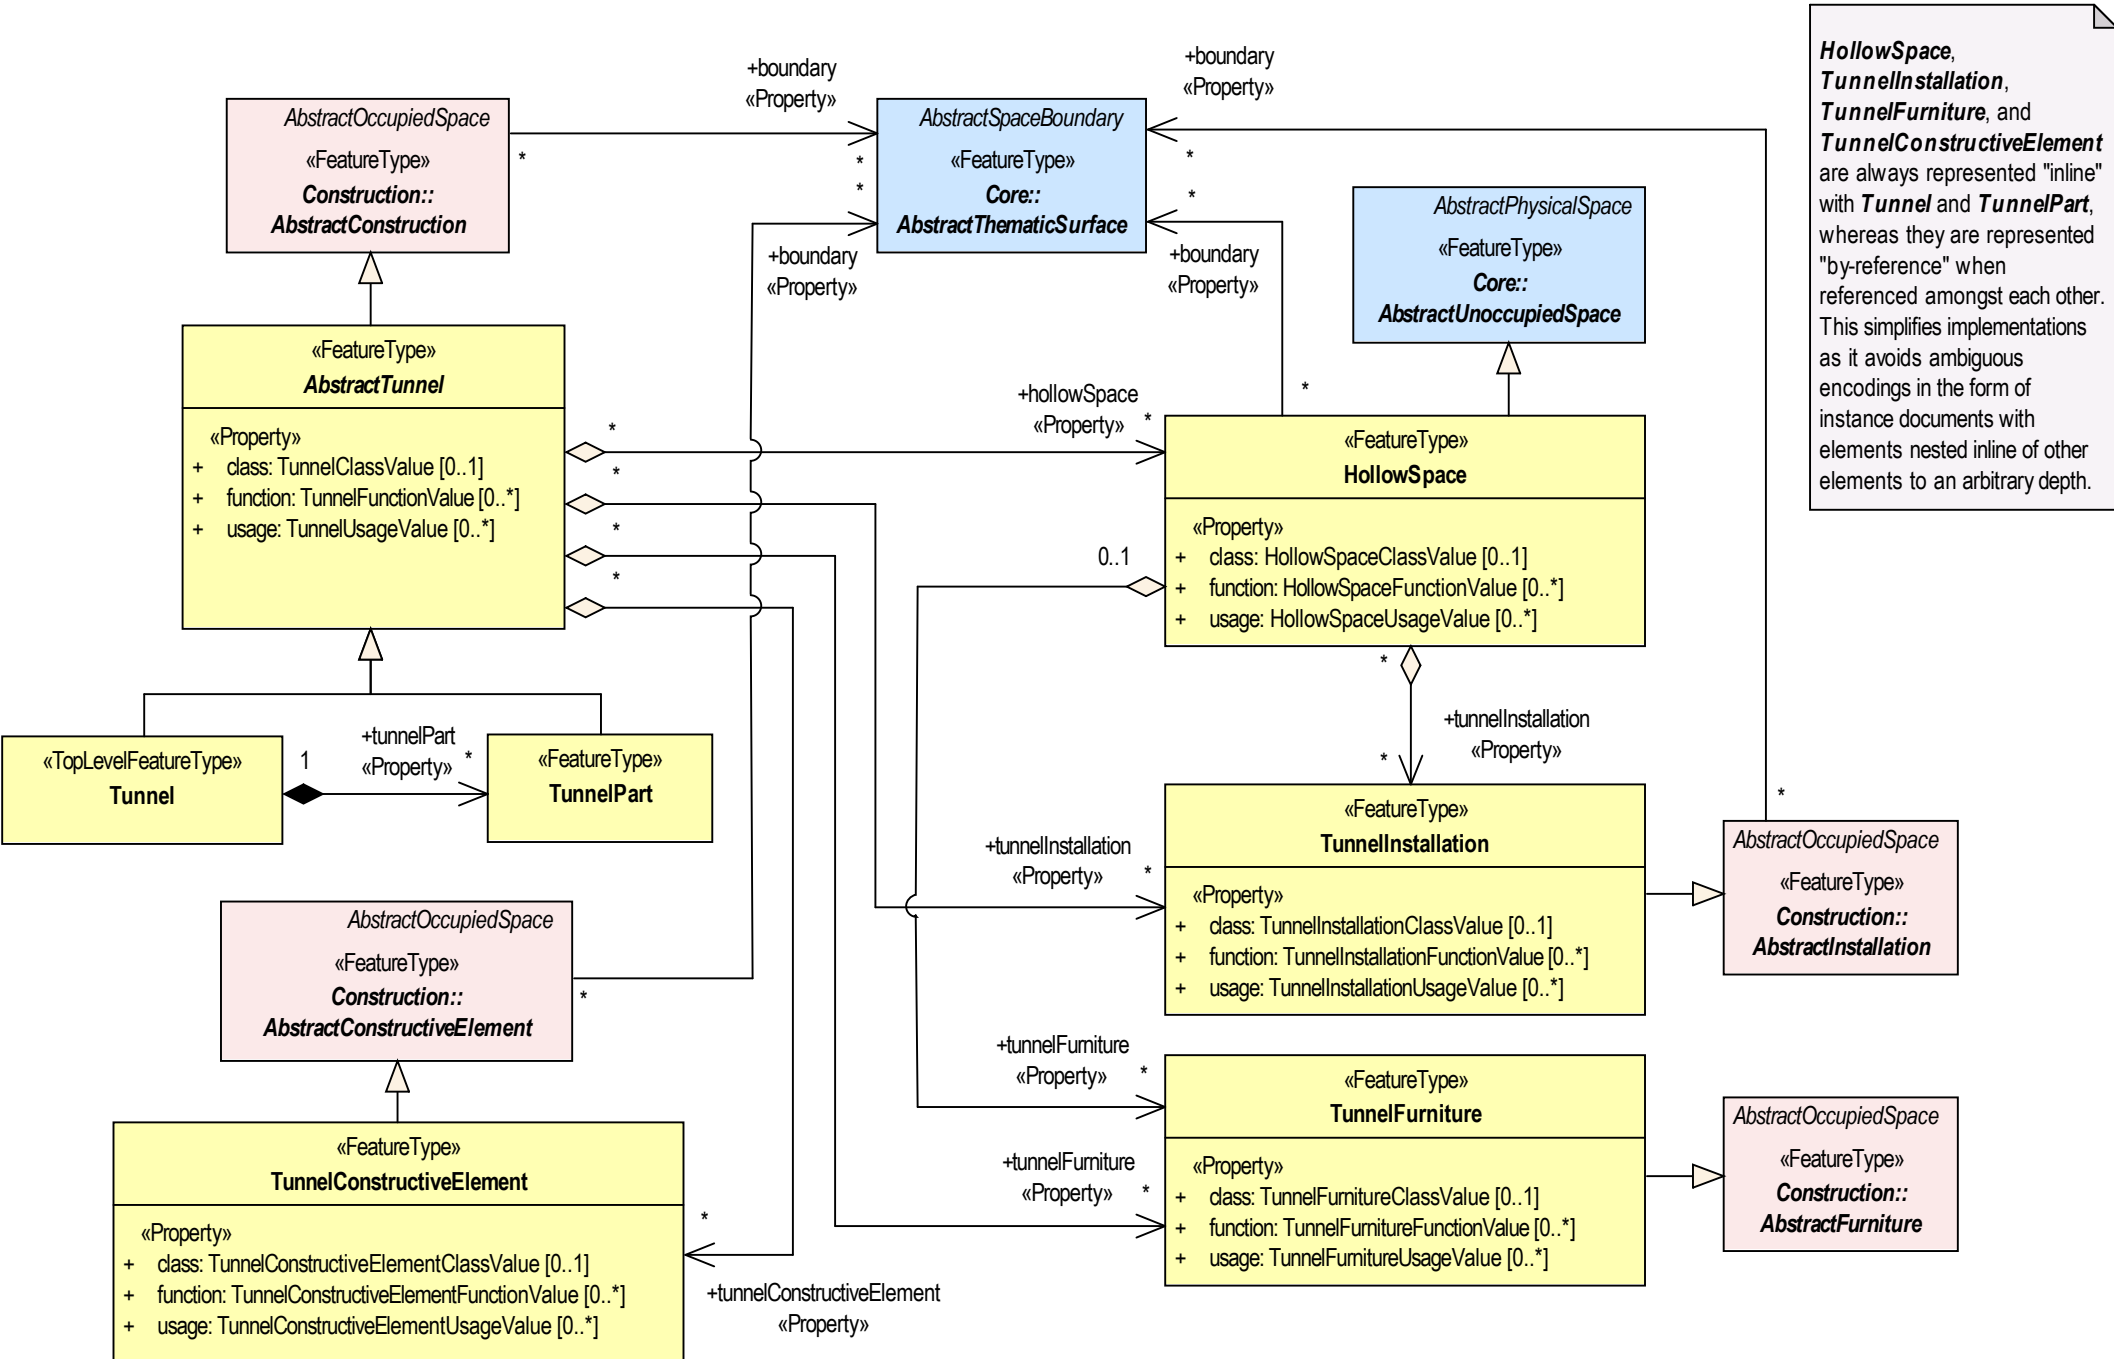 +boundary
«Property»
+boundary
«Property»
AbstractOccupiedSpace
«FeatureType»
Construction::
AbstractConstruction
*
*
*
AbstractSpaceBoundary
«FeatureType»
Core::
AbstractThematicSurface
*
*
+boundary
«Property»
+boundary
«Property»
AbstractPhysicalSpace
«FeatureType»
Core::
AbstractUnoccupiedSpace
HollowSpace,
TunnelInstallation,
TunnelFurniture, and
TunnelConstructiveElement
are always represented "inline"
with Tunnel and TunnelPart,
whereas they are represented
"by-reference" when
referenced amongst each other.
This simplifies implementations
as it avoids ambiguous
encodings in the form of
instance documents with
elements nested inline of other
elements to an arbitrary depth.
«FeatureType»
AbstractTunnel
«Property»
+ class: TunnelClassValue [0..1]
+ function: TunnelFunctionValue [0..*]
+ usage: TunnelUsageValue [0..*]
*
*
*
*
+hollowSpace
«Property»
*
*
«FeatureType»
HollowSpace
«Property»
+ class: HollowSpaceClassValue [0..1]
+ function: HollowSpaceFunctionValue [0..*]
+ usage: HollowSpaceUsageValue [0..*]
0..1
*
+tunnelInstallation
«Property»
*
«TopLevelFeatureType»
Tunnel
1
+tunnelPart
«Property»
*
«FeatureType»
TunnelPart
+tunnelInstallation
«Property»
*
«FeatureType»
TunnelInstallation
«Property»
+ class: TunnelInstallationClassValue [0..1]
+ function: TunnelInstallationFunctionValue [0..*]
+ usage: TunnelInstallationUsageValue [0..*]
*
AbstractOccupiedSpace
«FeatureType»
Construction::
AbstractInstallation
AbstractOccupiedSpace
«FeatureType»
Construction::
AbstractConstructiveElement
*
+tunnelFurniture
«Property»
*
+tunnelFurniture
«Property»
*
«FeatureType»
TunnelFurniture
«Property»
+ class: TunnelFurnitureClassValue [0..1]
+ function: TunnelFurnitureFunctionValue [0..*]
+ usage: TunnelFurnitureUsageValue [0..*]
AbstractOccupiedSpace
«FeatureType»
Construction::
AbstractFurniture
«FeatureType»
TunnelConstructiveElement
«Property»
+ class: TunnelConstructiveElementClassValue [0..1]
+ function: TunnelConstructiveElementFunctionValue [0..*]
+ usage: TunnelConstructiveElementUsageValue [0..*]
*
+tunnelConstructiveElement
«Property»